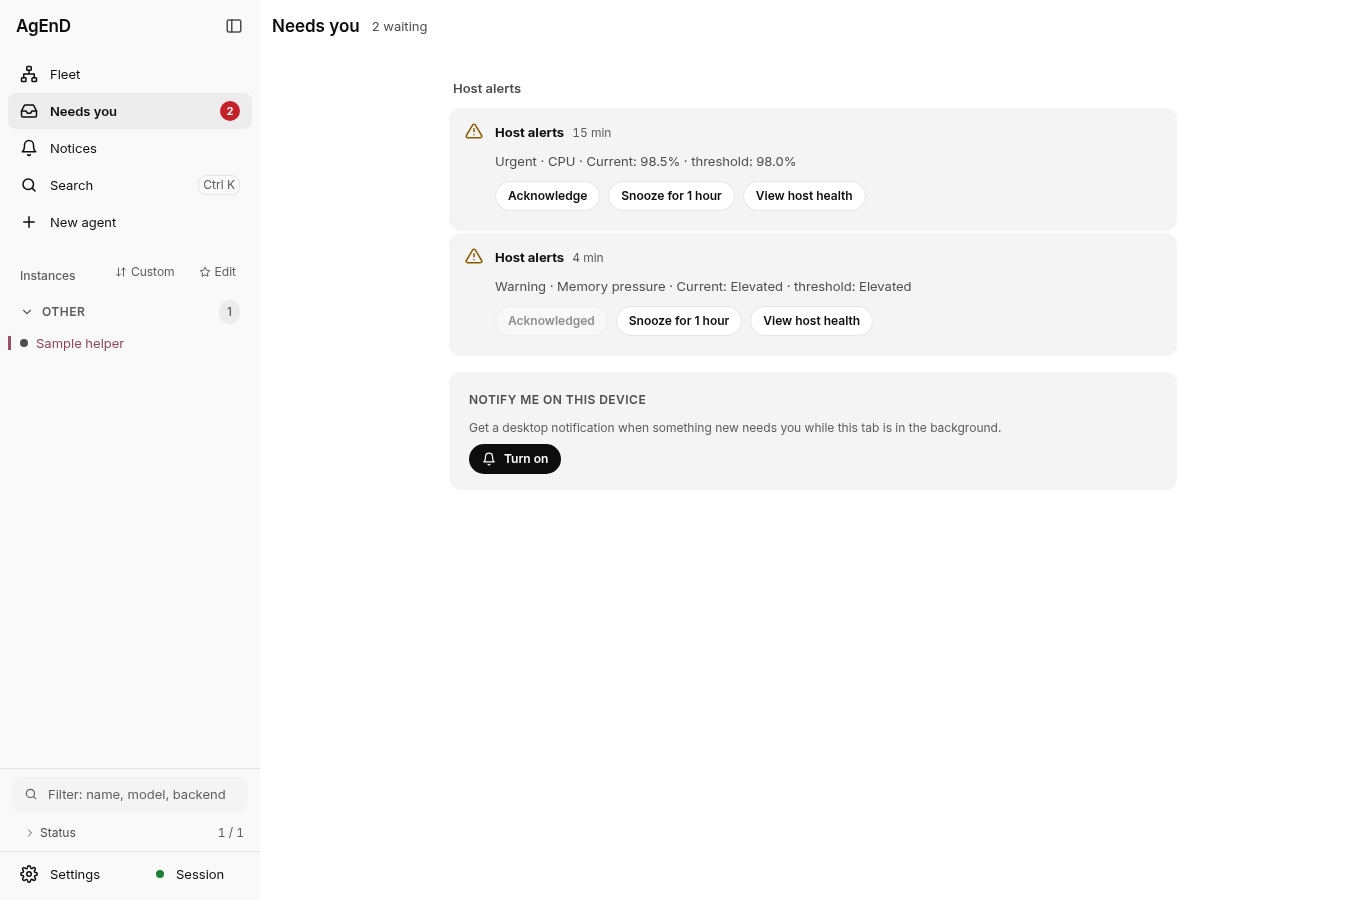 AgEnD
Fleet
Needs you 2
Notices
Search Ctrl K
New agent
Instances Custom Edit
OTHER 1
Sample helper
Filter: name, model, backend
Status 1 / 1
Settings Session
Needs you 2 waiting
Host alerts
Host alerts 15 min
Urgent · CPU · Current: 98.5% · threshold: 98.0%
Acknowledge Snooze for 1 hour View host health
Host alerts 4 min
Warning · Memory pressure · Current: Elevated · threshold: Elevated
Acknowledged Snooze for 1 hour View host health
NOTIFY ME ON THIS DEVICE
Get a desktop notification when something new needs you while this tab is in the background.
Turn on